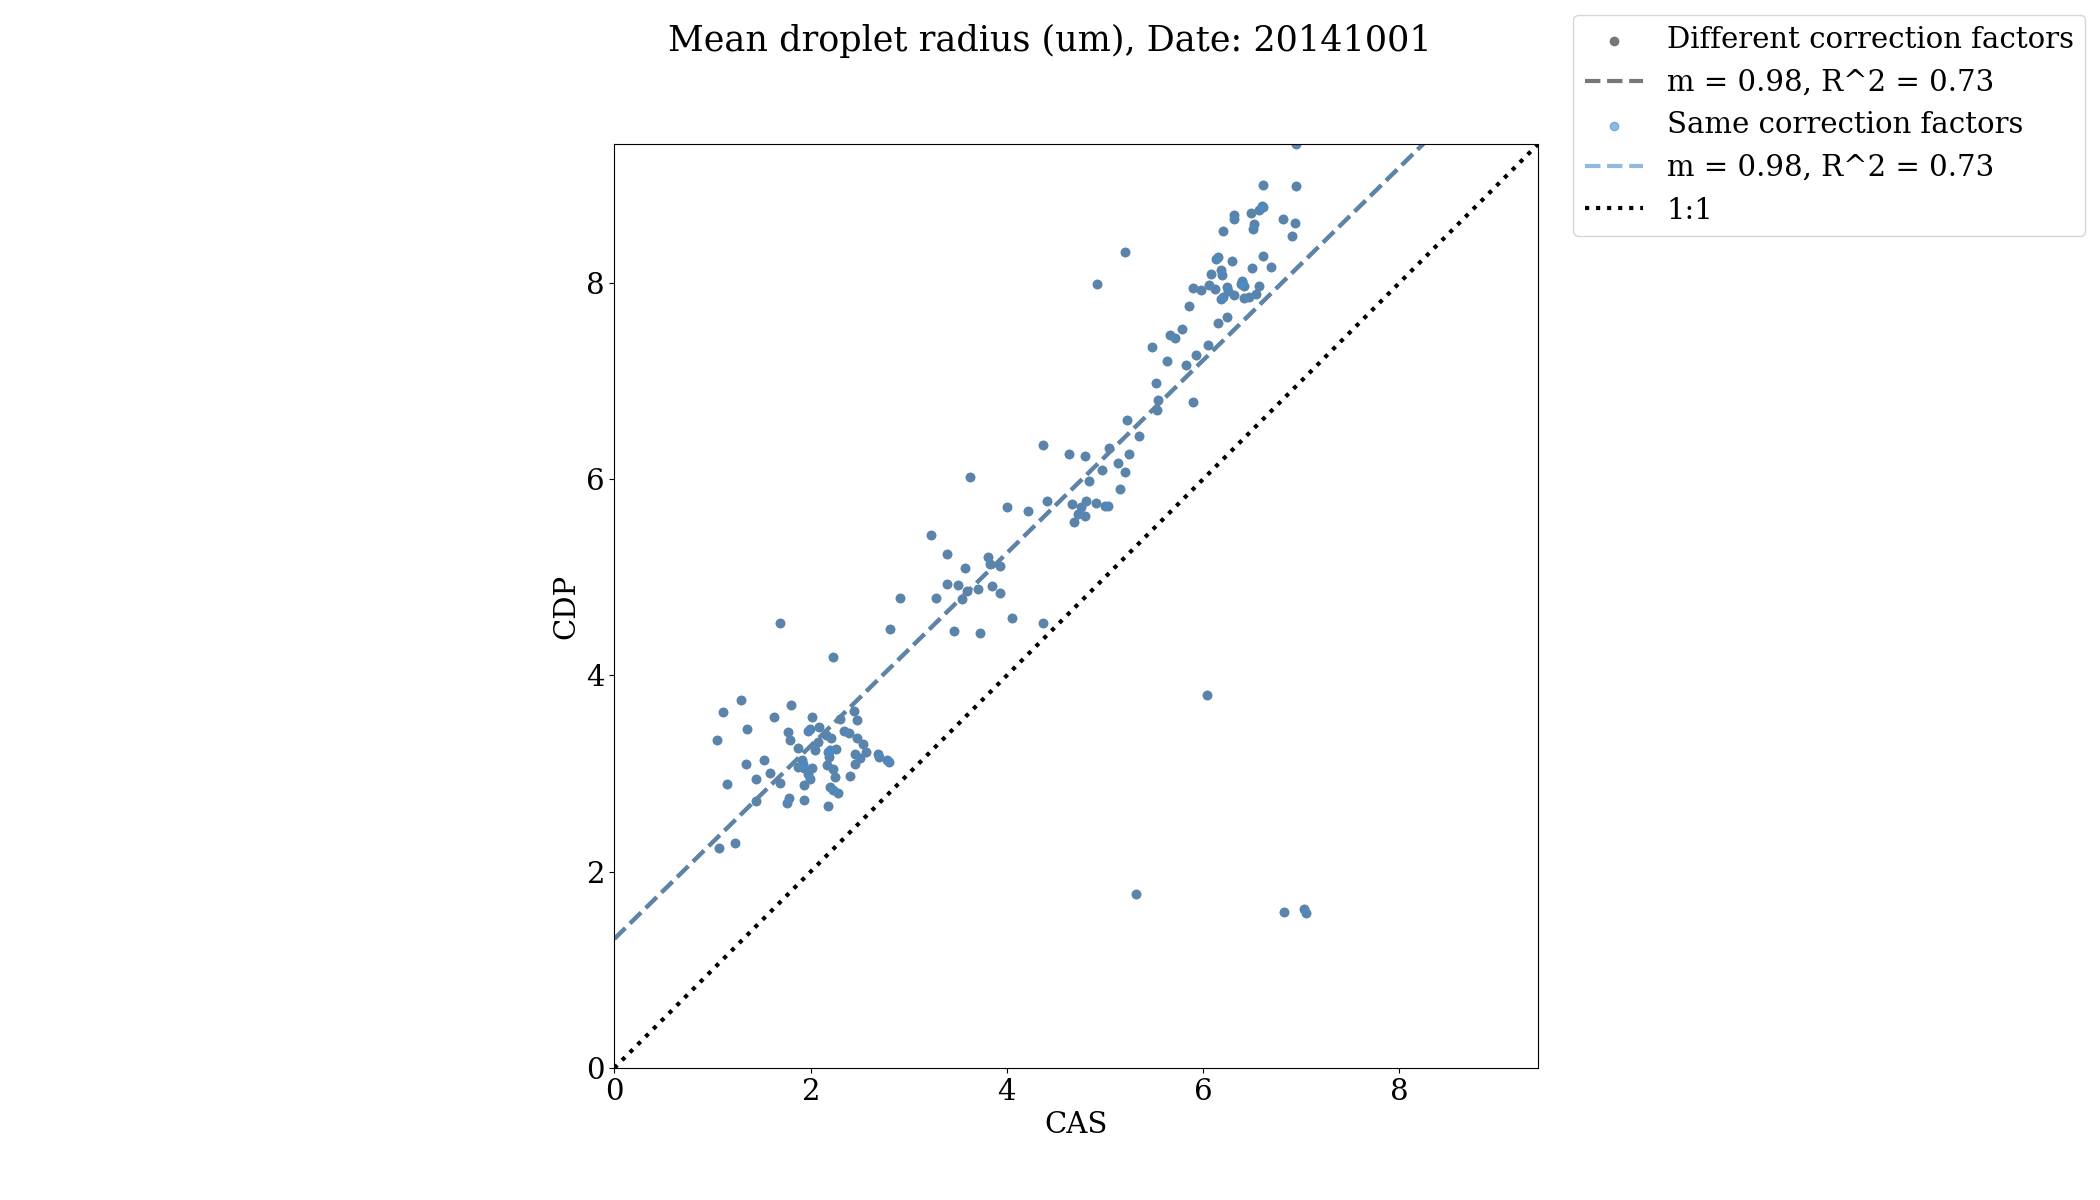 Mean droplet radius (um), Date: 20141001
Different correction factors
m = 0.98, R^2 = 0.73
Same correction factors
m = 0.98, R^2 = 0.73
1:1
8
6
4
2
0
CDP
0 2 4 6 8
CAS